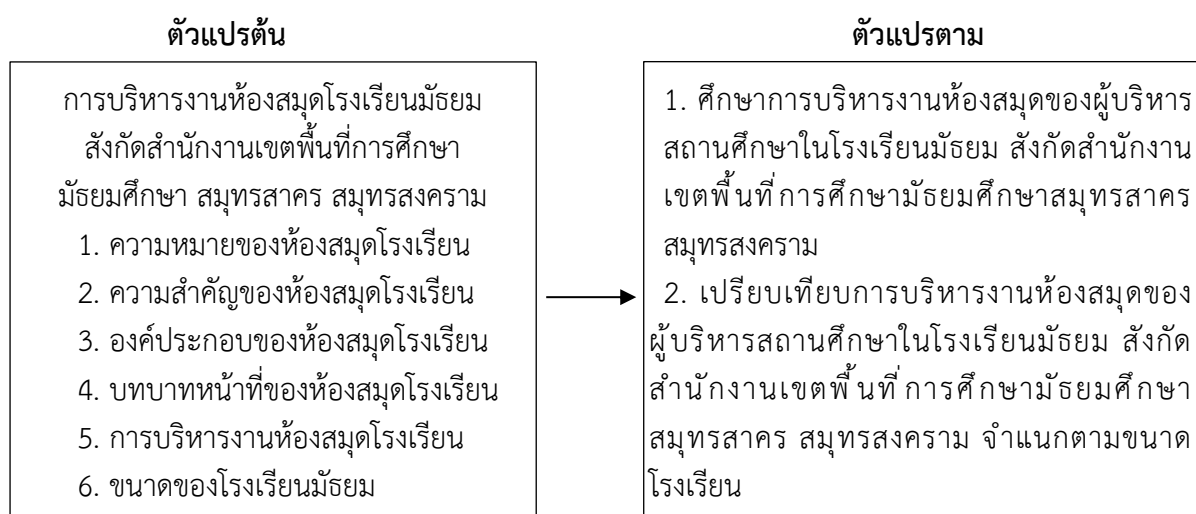 ตัวแปรต้น
การบริหารงานห้องสมุดโรงเรียนมัธยม
สังกัดสำนักงานเขตพื้นที่การศึกษา
มัธยมศึกษา สมุทรสาคร สมุทรสงคราม
1. ความหมายของห้องสมุดโรงเรียน
2. ความสำคัญของห้องสมุดโรงเรียน
3. องค์ประกอบของห้องสมุดโรงเรียน
4. บทบาทหน้าที่ของห้องสมุดโรงเรียน
5. การบริหารงานห้องสมุดโรงเรียน
6. ขนาดของโรงเรียนมัธยม
ตัวแปรตาม
1. ศึกษาการบริหารงานห้องสมุดของผู้บริหาร
สถานศึกษาในโรงเรียนมัธยม สังกัดสำนักงาน
เขตพื้นที่การศึกษามัธยมศึกษาสมุทรสาคร
สมุทรสงคราม
2. เปรียบเทียบการบริหารงานห้องสมุดของ
ผู้บริหารสถานศึกษาในโรงเรียนมัธยม สังกัด
สำนักงานเขตพื้นที่การศึกษามัธยมศึกษา
สมุทรสาคร สมุทรสงคราม จำแนกตามขนาด
โรงเรียน